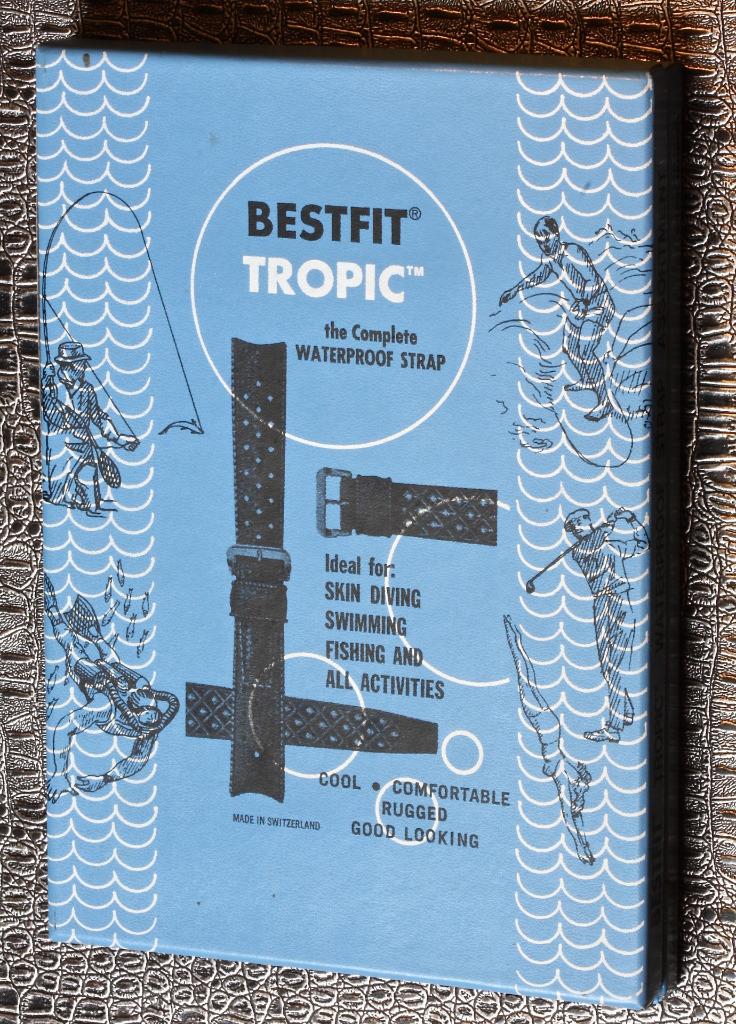 BESTFIT®
TROPIC™
the Complete
WATERPROOF STRAP
Ideal for:
SKIN DIVING
SWIMMING
FISHING AND
ALL ACTIVITIES
COOL • COMFORTABLE
RUGGED
GOOD LOOKING
MADE IN SWITZERLAND